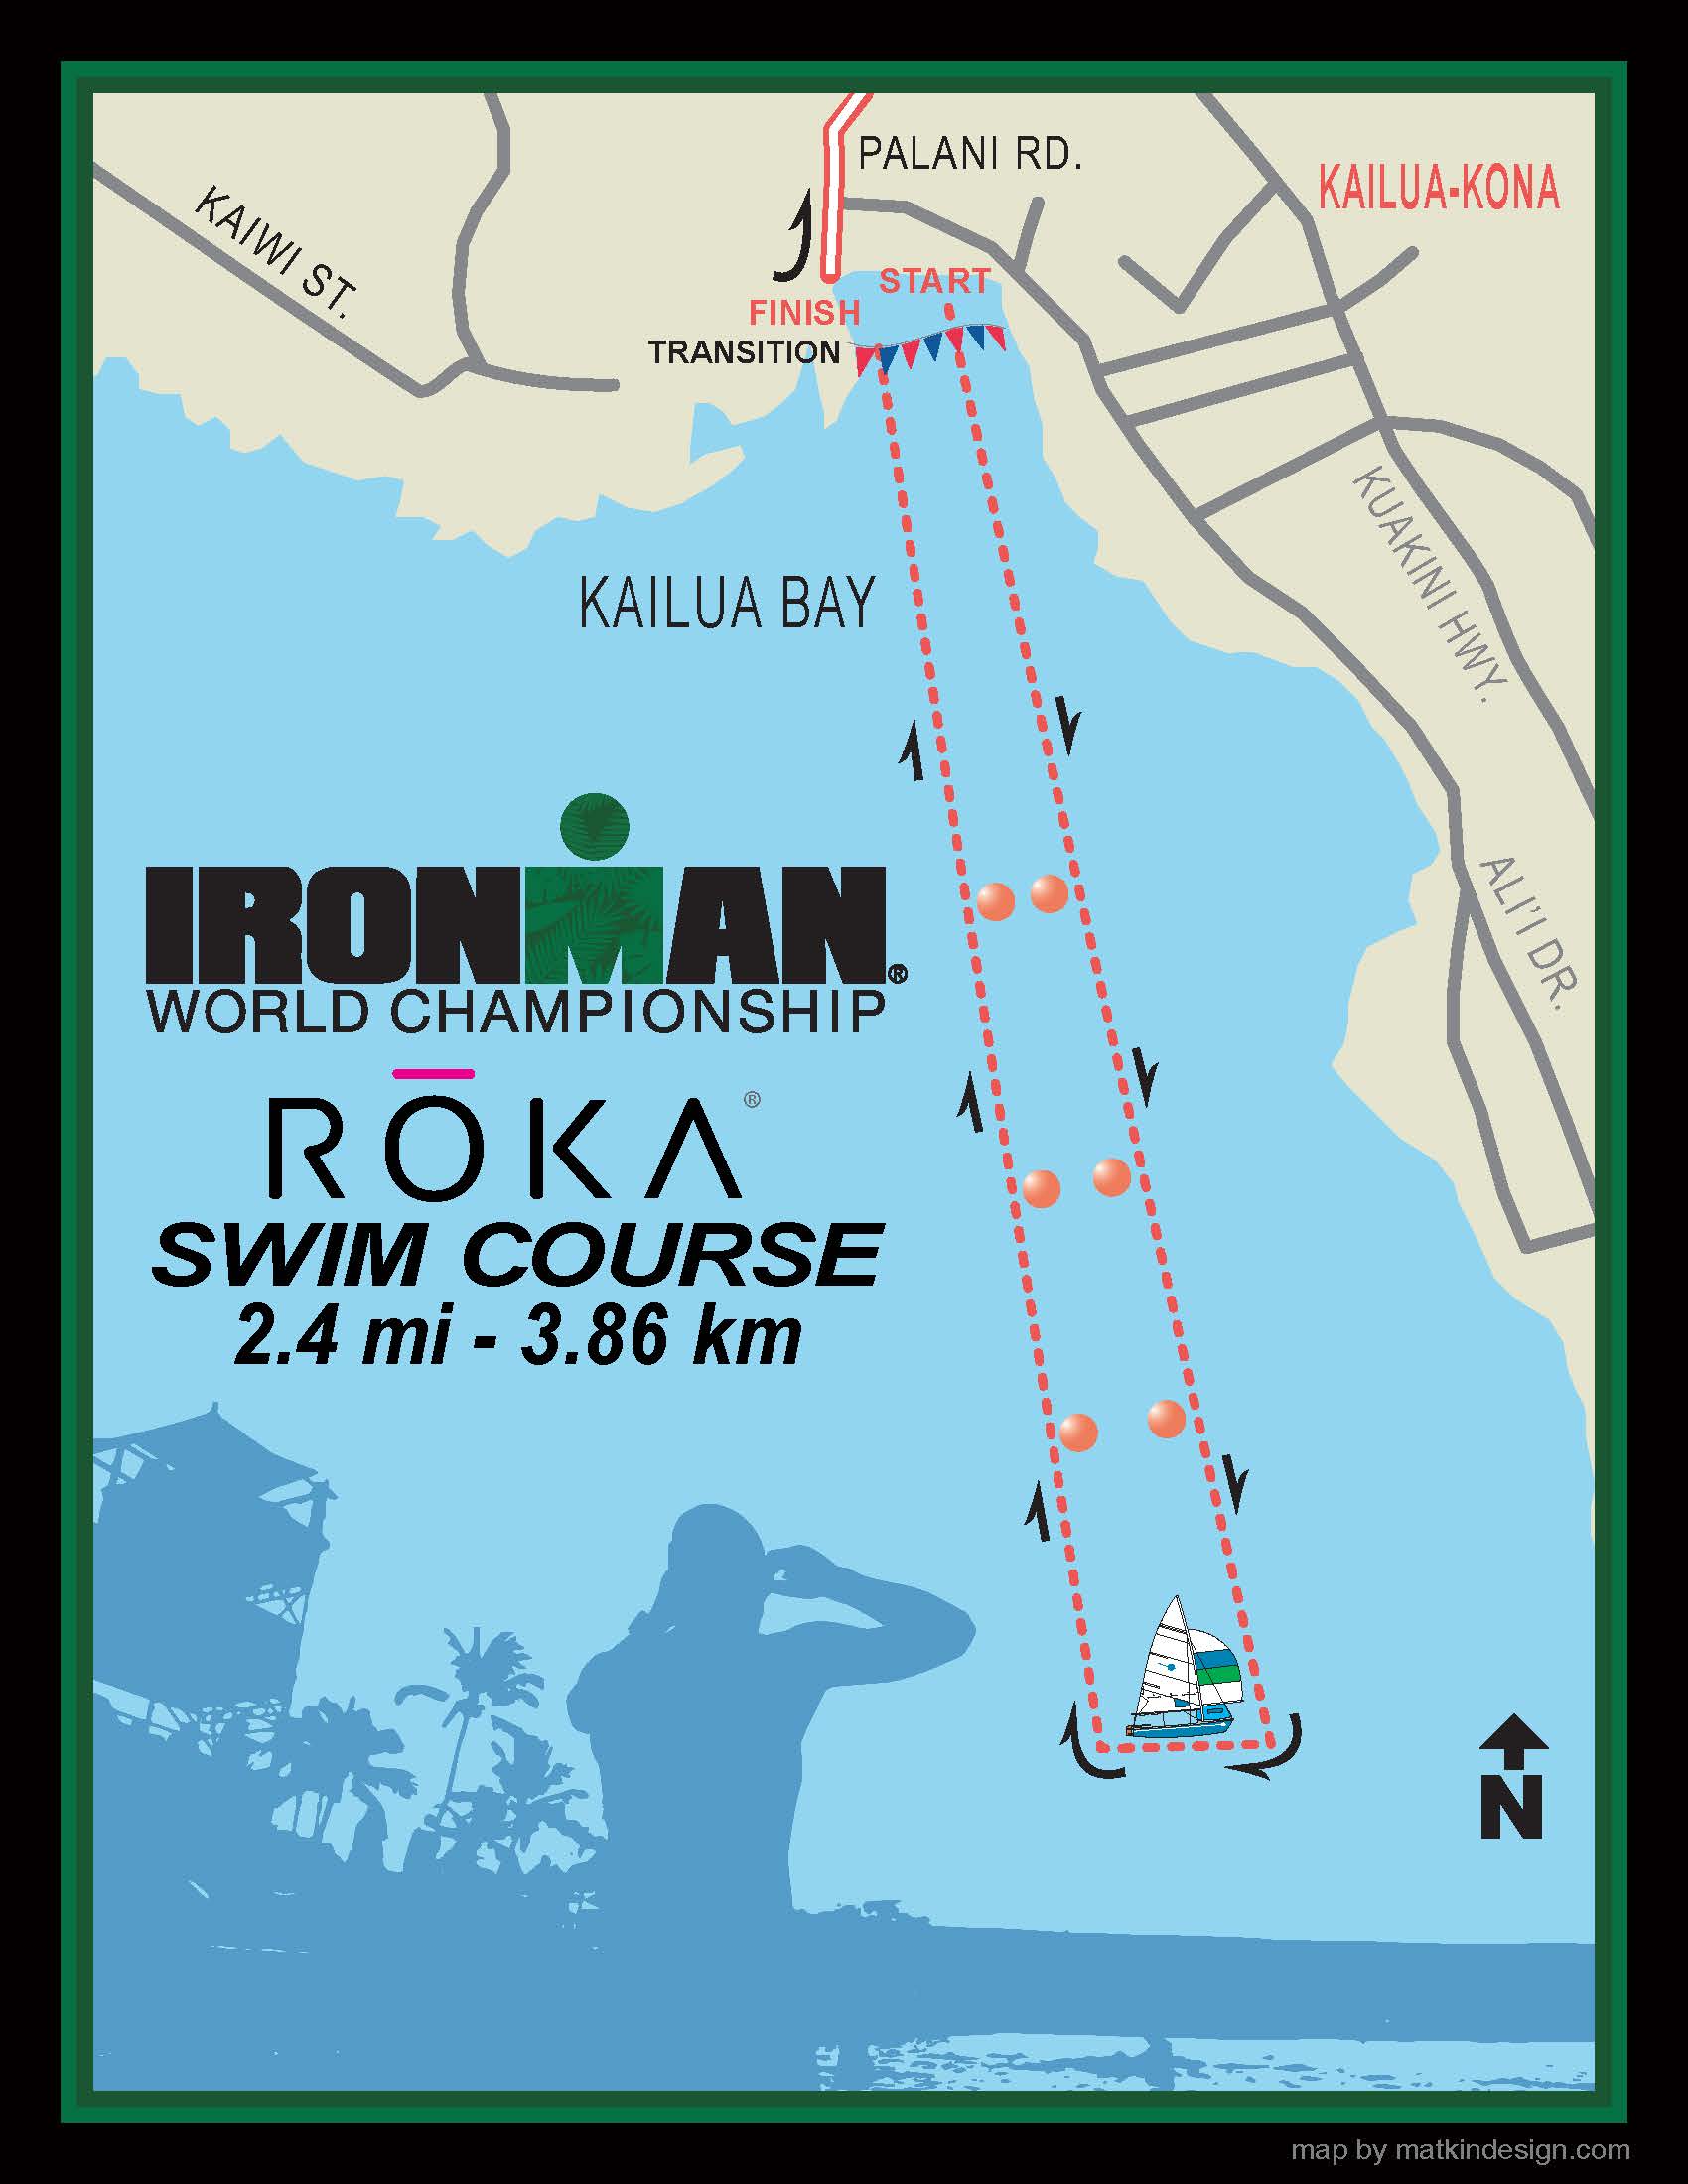 PALANI RD.
KAILUA-KONA
KAIWI ST.
START
FINISH
TRANSITION
KUAKINI HWY.
KAILUA BAY
ALI'I DR.
IRONMAN®
WORLD CHAMPIONSHIP
RŌKA®
SWIM COURSE
2.4 mi - 3.86 km
N
map by matkindesign.com